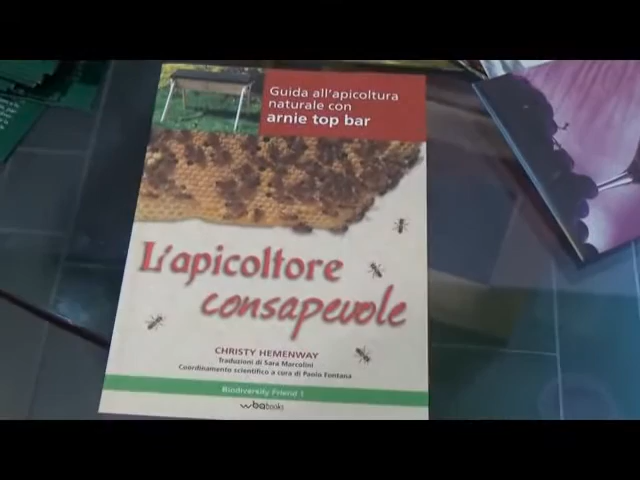 Guida all'apicoltura
naturale con
arnie top bar
L'apicoltore
consapevole
CHRISTY HEMENWAY
Traduzioni di Sara Marcolini
Coordinamento scientifico a cura di Paolo Fontana
Biodiversity Friend 1
wbabooks